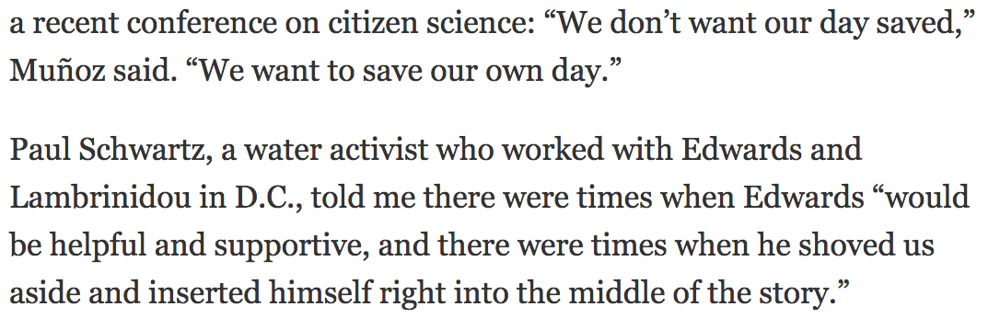 a recent conference on citizen science: “We don’t want our day saved,”
Muñoz said. “We want to save our own day.”
Paul Schwartz, a water activist who worked with Edwards and
Lambrinidou in D.C., told me there were times when Edwards “would
be helpful and supportive, and there were times when he shoved us
aside and inserted himself right into the middle of the story.”